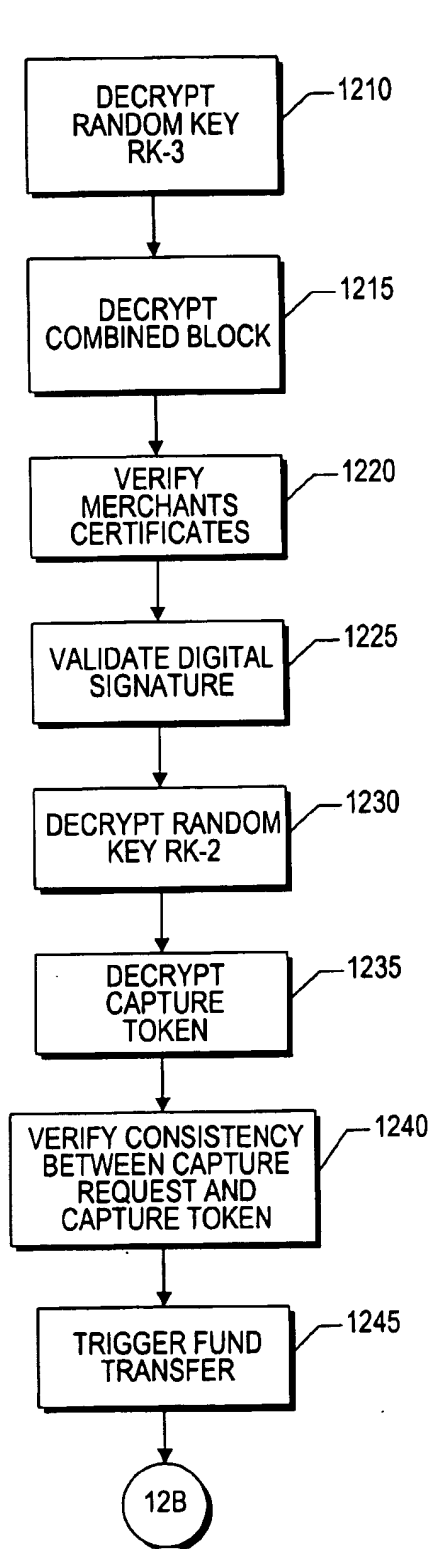 DECRYPT
RANDOM KEY
RK-3
1210
DECRYPT
COMBINED BLOCK
1215
VERIFY
MERCHANTS
CERTIFICATES
1220
VALIDATE DIGITAL
SIGNATURE
1225
DECRYPT RANDOM
KEY RK-2
1230
DECRYPT
CAPTURE
TOKEN
1235
VERIFY CONSISTENCY
BETWEEN CAPTURE
REQUEST AND
CAPTURE TOKEN
1240
TRIGGER FUND
TRANSFER
1245
12B